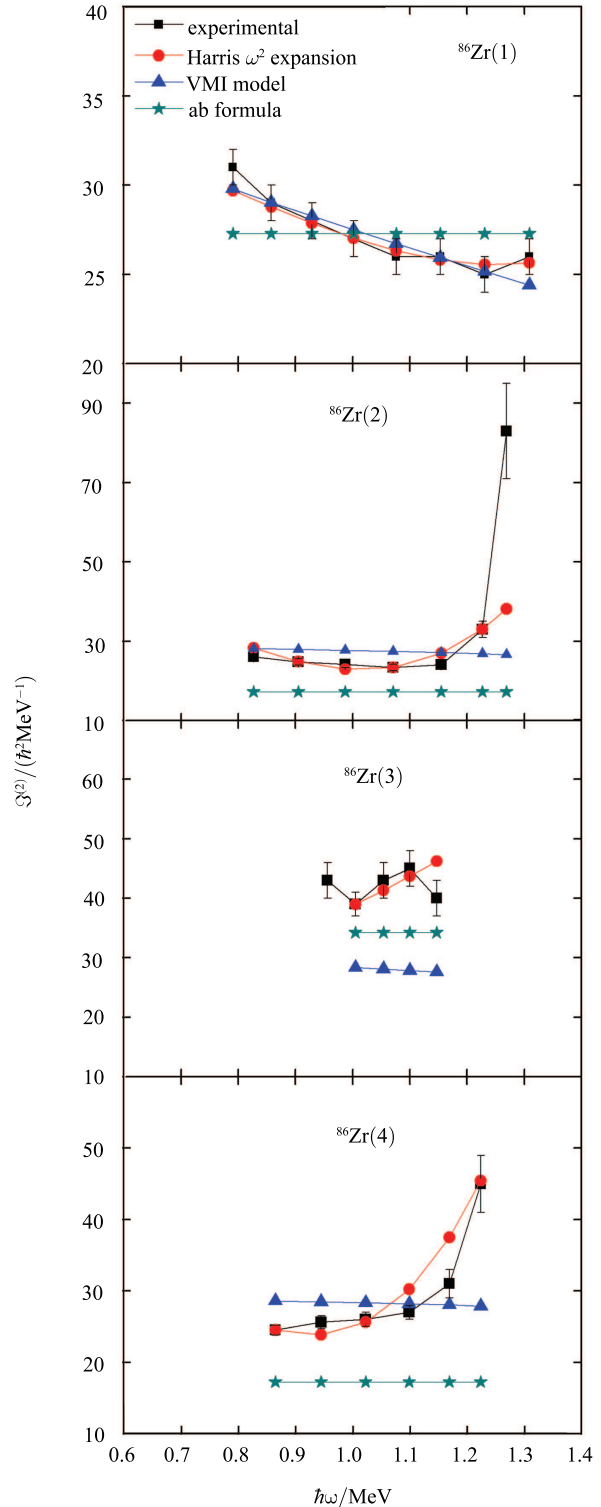 experimental
Harris ω² expansion
VMI model
ab formula
⁸⁶Zr(1)
40
35
30
25
20
⁸⁶Zr(2)
90
70
50
30
10
⁸⁶Zr(3)
60
50
40
30
20
10
⁸⁶Zr(4)
50
40
30
20
10
0.6 0.7 0.8 0.9 1.0 1.1 1.2 1.3 1.4
ℑ⁽²⁾/(ℏ²MeV⁻¹)
ℏω/MeV